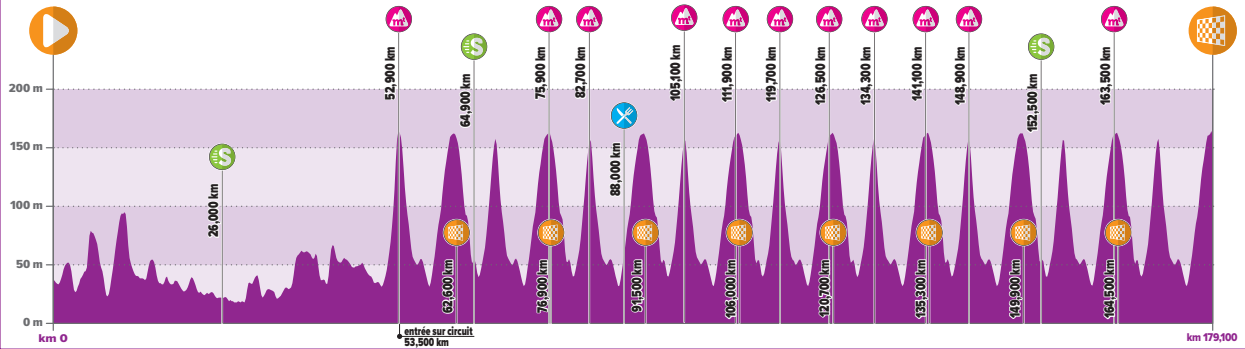 52,900 km
64,900 km
75,900 km
82,700 km
105,100 km
111,900 km
119,700 km
126,500 km
134,300 km
141,100 km
148,900 km
152,500 km
163,500 km
S
S
S
26,000 km
88,000 km
200 m
150 m
100 m
50 m
0 m
62,600 km
76,900 km
91,500 km
106,000 km
120,700 km
135,300 km
149,900 km
164,500 km
km 0
entrée sur circuit
53,500 km
km 179,100